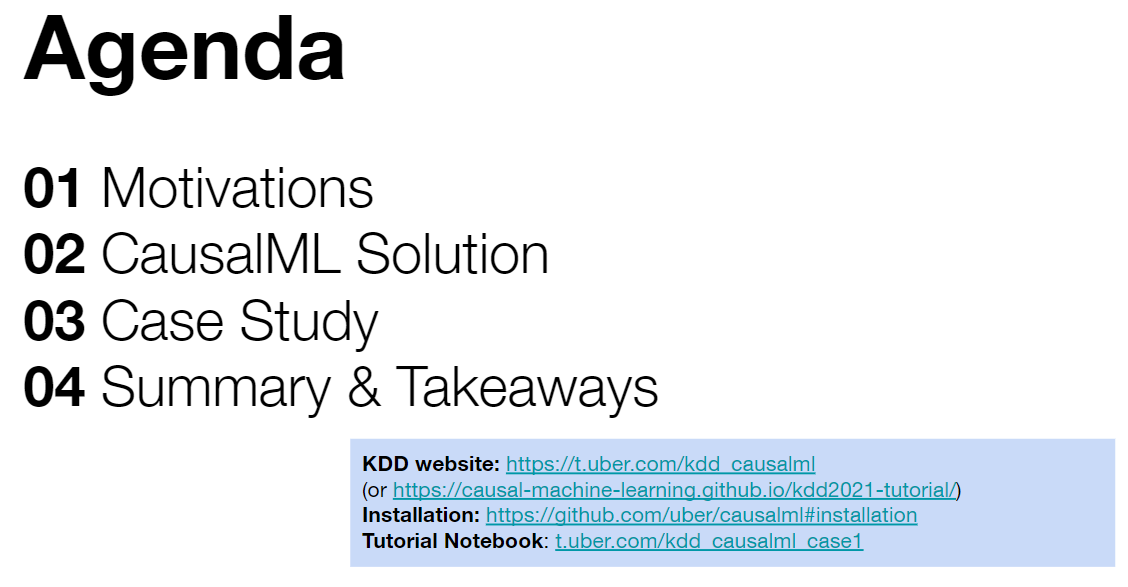 Agenda
01 Motivations
02 CausalML Solution
03 Case Study
04 Summary & Takeaways
KDD website: https://t.uber.com/kdd_causalml
(or https://causal-machine-learning.github.io/kdd2021-tutorial/)
Installation: https://github.com/uber/causalml#installation
Tutorial Notebook: t.uber.com/kdd_causalml_case1